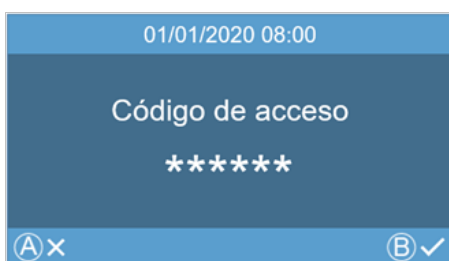 01/01/2020 08:00
Código de acceso
******
Ⓐ✕ Ⓑ✓